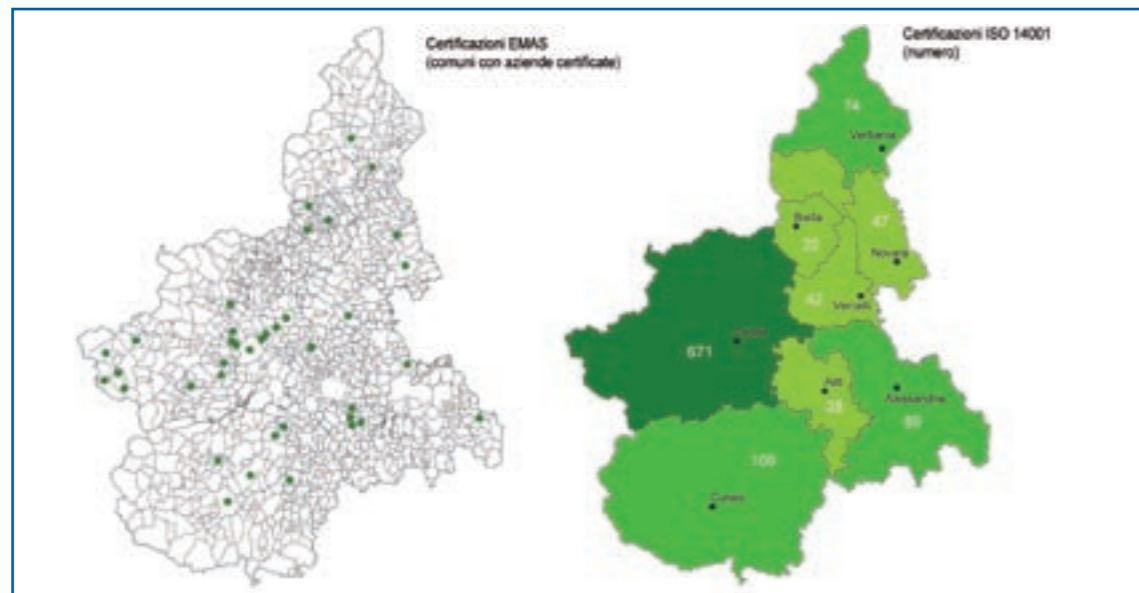 Certificazioni EMAS
(comuni con aziende certificate)
Certificazioni ISO 14001
(numero)
74
Verbania
Biella
47
Novara
42
Vercelli
671
Asti
Alessandria
Cuneo